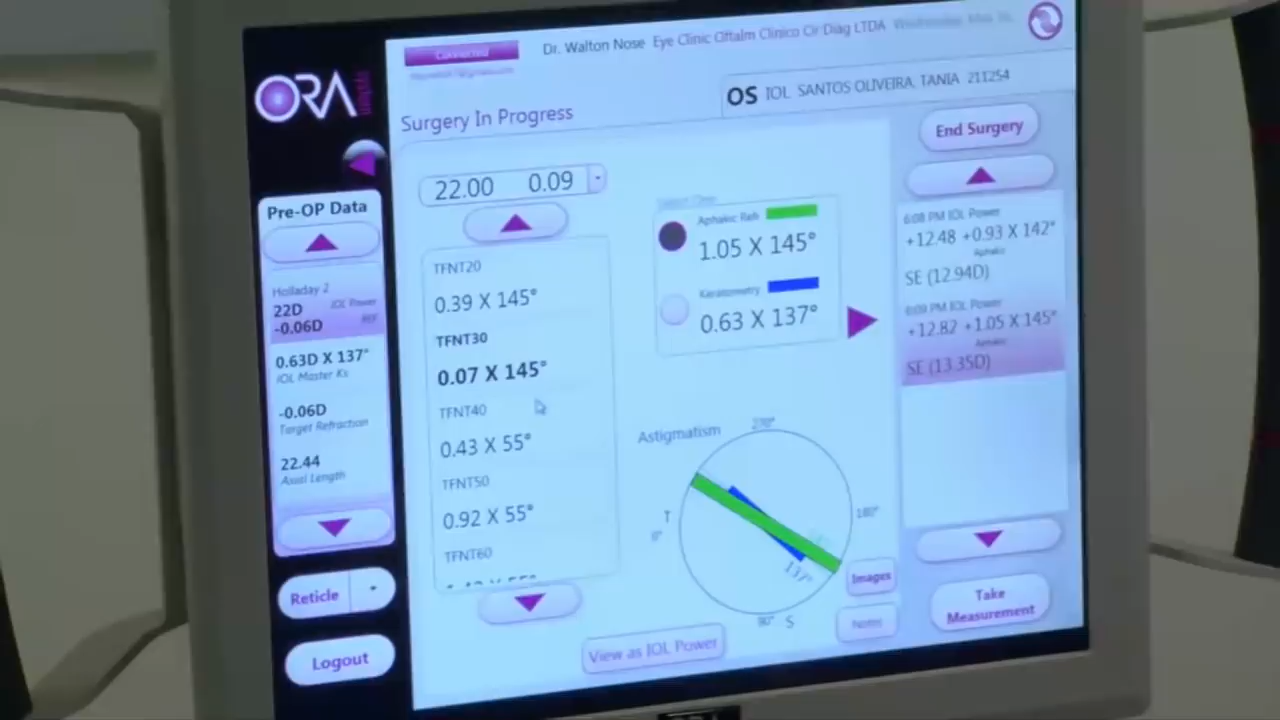 ORA
Connected
Dr. Walton Nose Eye Clinic Oftalm Clinico Cir Diag LTDA
OS IOL SANTOS OLIVEIRA, TANIA 211254
Surgery In Progress
End Surgery
Pre-OP Data
Holladay 2
22D IOL Power
-0.06D REF
0.63D X 137°
IOL Master Ks
-0.06D
Target Refraction
22.44
Axial Length
Reticle
Logout
22.00 0.09
TFNT20
0.39 X 145°
TFNT30
0.07 X 145°
TFNT40
0.43 X 55°
TFNT50
0.92 X 55°
TFNT60
Aphakic Refr
1.05 X 145°
Keratometry
0.63 X 137°
Astigmatism
270°
T
0°
180°
137°
90° S
View as IOL Power
Images
Notes
6:08 PM IOL Power
+12.48 +0.93 X 142°
Aphakic
SE (12.94D)
6:09 PM IOL Power
+12.82 +1.05 X 145°
Aphakic
SE (13.35D)
Take
Measurement